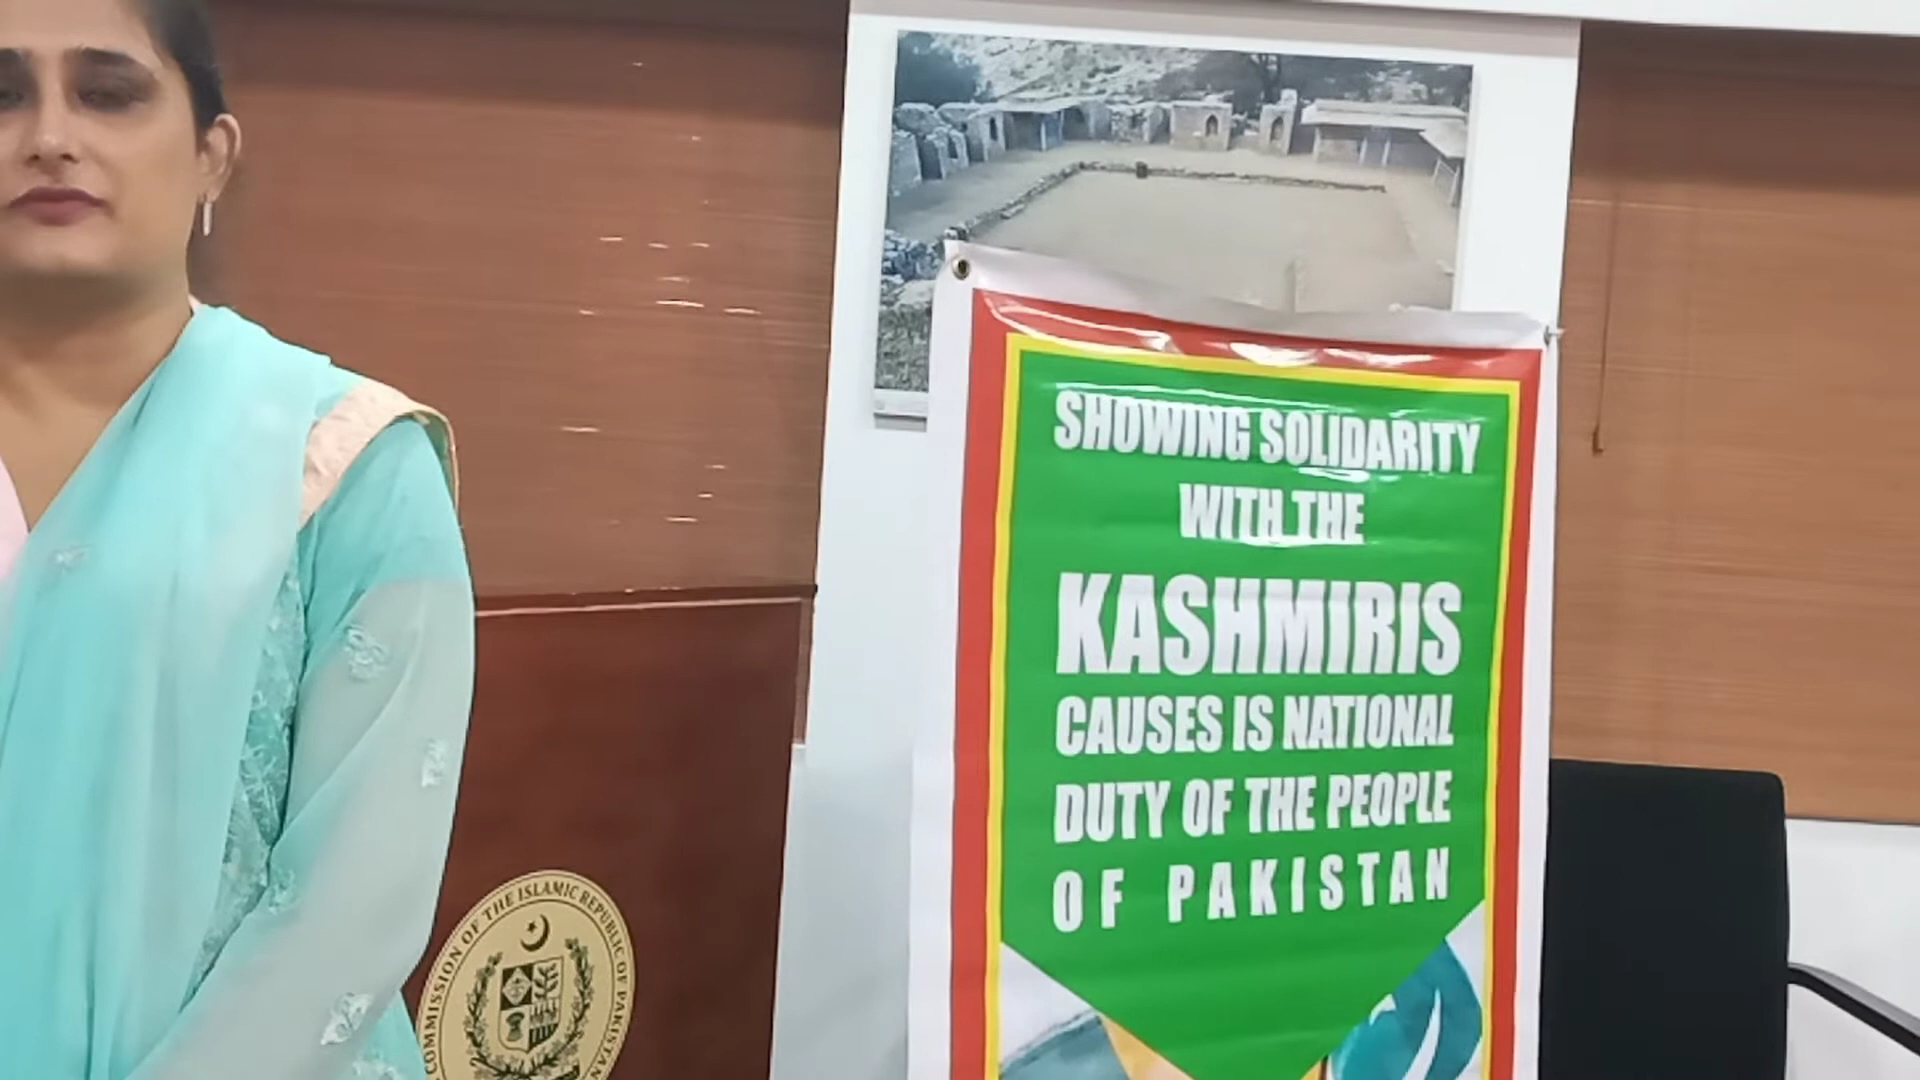 SHOWING SOLIDARITY
WITH THE
KASHMIRIS
CAUSES IS NATIONAL
DUTY OF THE PEOPLE
OF PAKISTAN
COMMISSION OF THE ISLAMIC REPUBLIC OF PAKISTAN